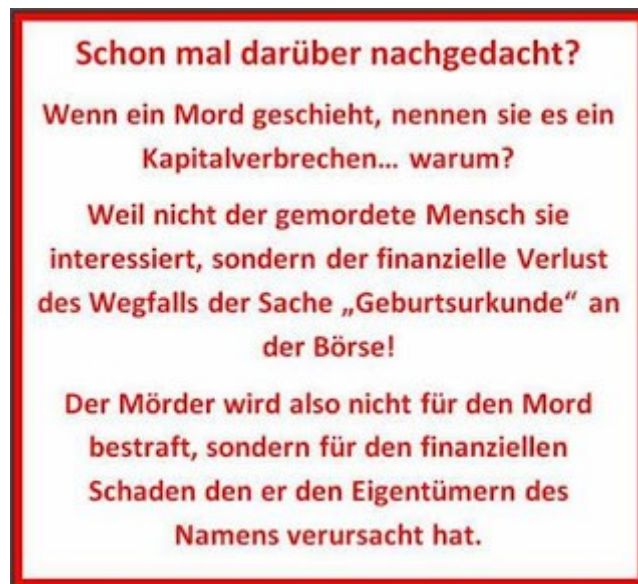 Schon mal darüber nachgedacht?
Wenn ein Mord geschieht, nennen sie es ein
Kapitalverbrechen... warum?
Weil nicht der gemordete Mensch sie
interessiert, sondern der finanzielle Verlust
des Wegfalls der Sache „Geburtsurkunde“ an
der Börse!
Der Mörder wird also nicht für den Mord
bestraft, sondern für den finanziellen
Schaden den er den Eigentümern des
Namens verursacht hat.